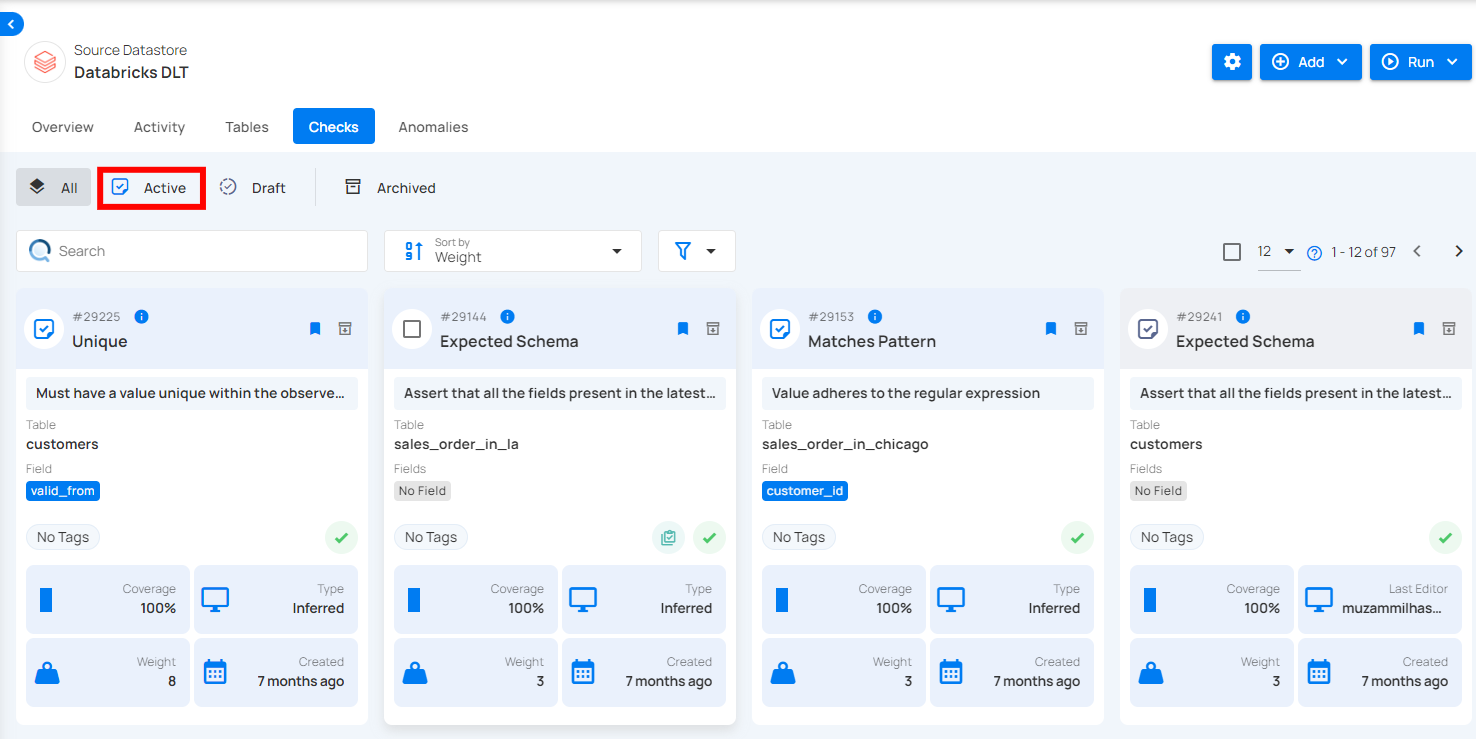 Source Datastore
Databricks DLT
Add
Run
Overview
Activity
Tables
Checks
Anomalies
All
Active
Draft
Archived
Search
Sort by
Weight
12
1 - 12 of 97
#29225
Unique
Must have a value unique within the observe...
Table
customers
Field
valid_from
No Tags
Coverage
100%
Type
Inferred
Weight
8
Created
7 months ago
#29144
Expected Schema
Assert that all the fields present in the latest...
Table
sales_order_in_la
Fields
No Field
No Tags
Coverage
100%
Type
Inferred
Weight
3
Created
7 months ago
#29153
Matches Pattern
Value adheres to the regular expression
Table
sales_order_in_chicago
Field
customer_id
No Tags
Coverage
100%
Type
Inferred
Weight
3
Created
7 months ago
#29241
Expected Schema
Assert that all the fields present in the latest...
Table
customers
Fields
No Field
No Tags
Coverage
100%
Last Editor
muzammilhas...
Weight
3
Created
7 months ago